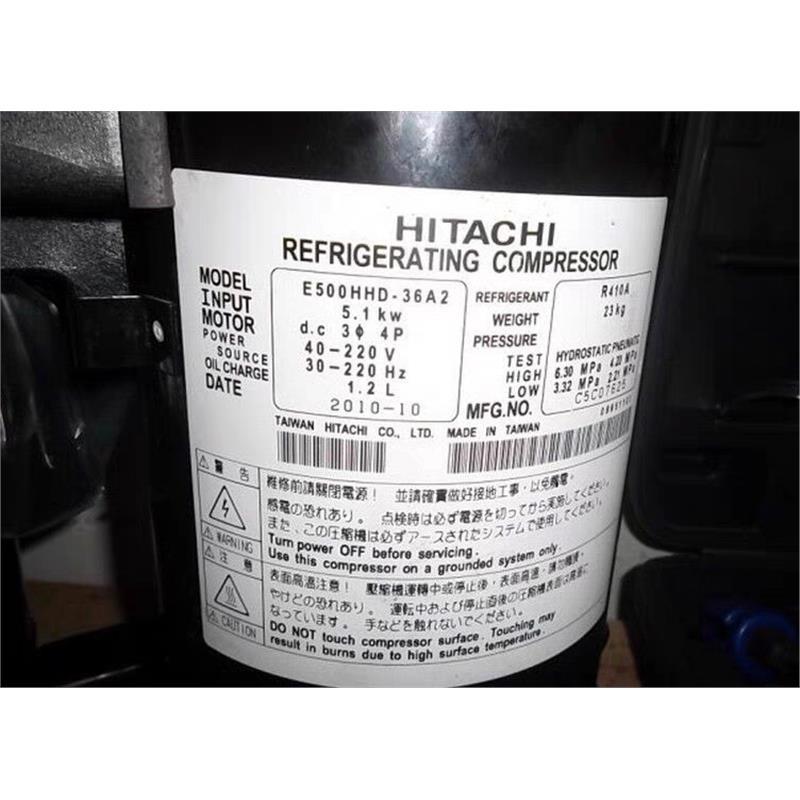 HITACHI
REFRIGERATING COMPRESSOR
MODEL E500HHD-36A2
INPUT 5.1 kW
MOTOR d.c 3ϕ 4P
POWER SOURCE 40-220 V
30-220 Hz
OIL CHARGE 1.2 L
DATE 2010-10
REFRIGERANT R410A
WEIGHT 23kg
PRESSURE HYDROSTATIC PNEUMATIC
TEST
HIGH 6.30 MPa 4.20 MPa
LOW 3.32 MPa 2.21 MPa
MFG.NO. C5C07625
TAIWAN HITACHI CO., LTD. MADE IN TAIWAN
警告
維修前請關閉電源! 並請確實做好接地工事,以免觸電。
感電の恐れあり。 点検時は必ず電源を切ってから実施してください。
また、この圧縮機は必ずアースされたシステムで使用してください。
WARNING
Turn power OFF before servicing.
Use this compressor on a grounded system only.
注意
表面高溫注意! 壓縮機運轉中或停止後,表面高溫,請勿觸摸。
やけどの恐れあり。 運転中および停止直後の圧縮機表面は高温に
なっています。 手などを触れないでください。
CAUTION
DO NOT touch compressor surface. Touching may
result in burns due to high surface temperature.